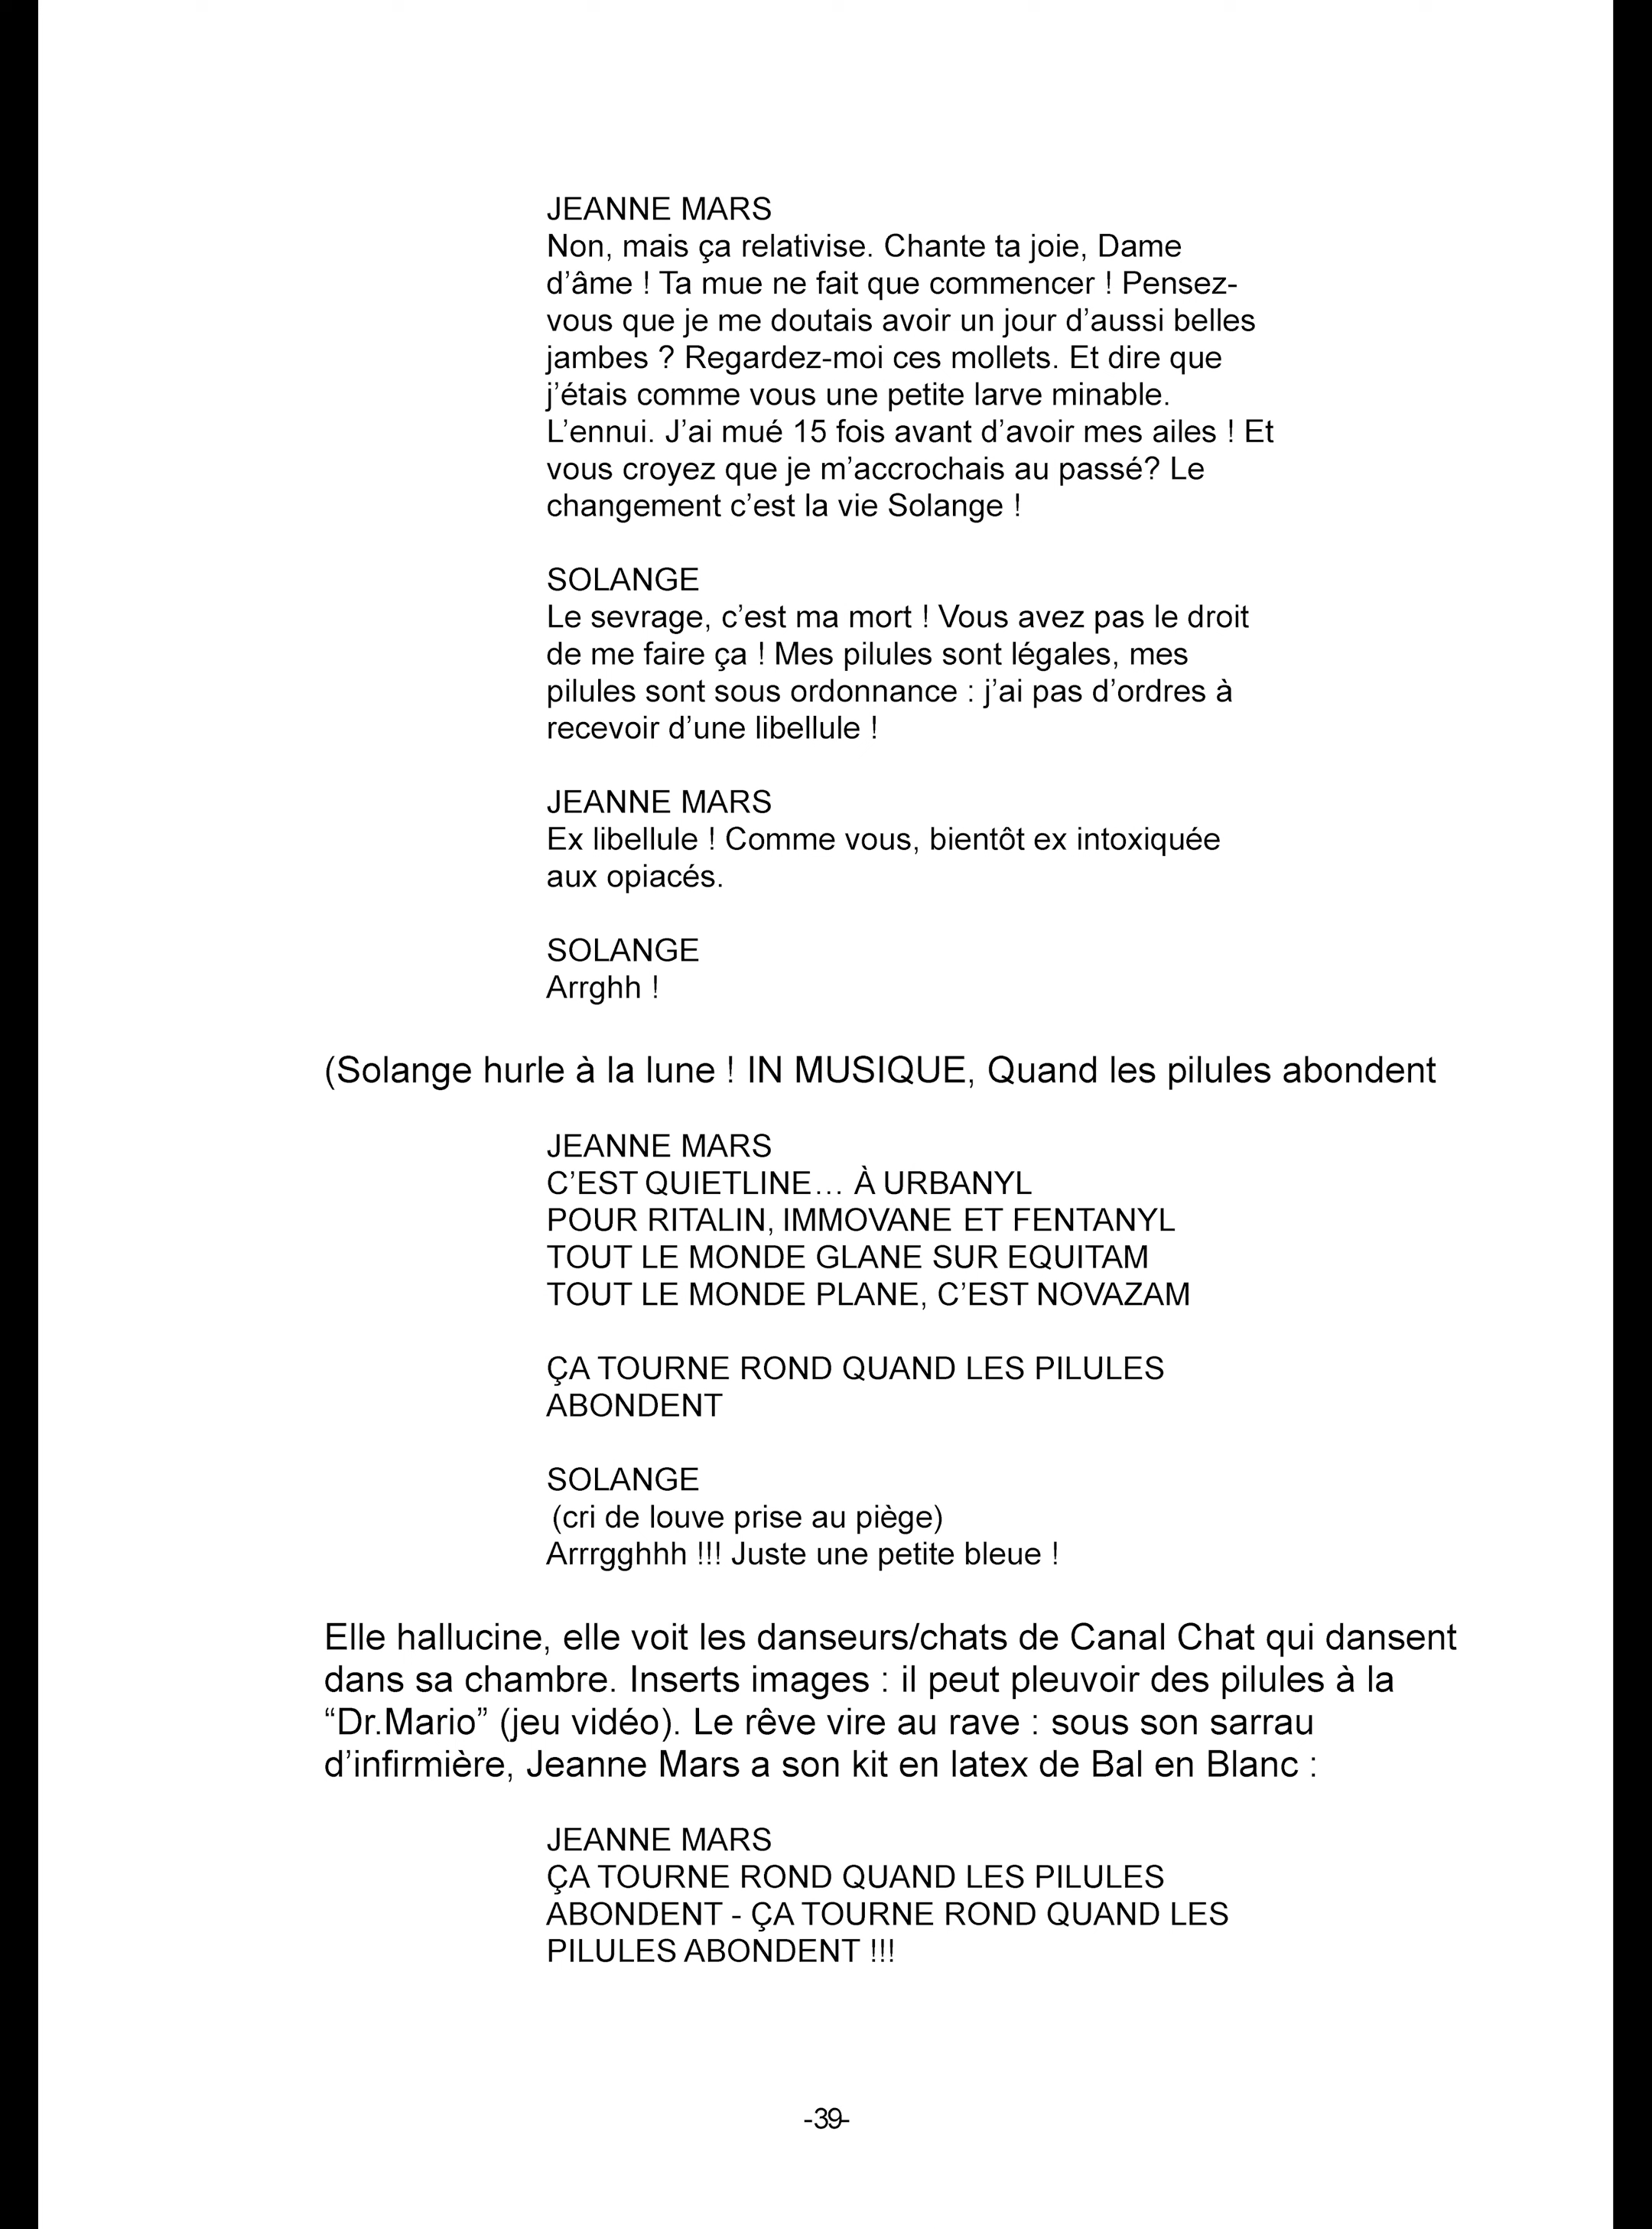 JEANNE MARS
Non, mais ça relativise. Chante ta joie, Dame
d’âme ! Ta mue ne fait que commencer ! Pensez-
vous que je me doutais avoir un jour d’aussi belles
jambes ? Regardez-moi ces mollets. Et dire que
j’étais comme vous une petite larve minable.
L’ennui. J’ai mué 15 fois avant d’avoir mes ailes ! Et
vous croyez que je m’accrochais au passé? Le
changement c’est la vie Solange !
SOLANGE
Le sevrage, c’est ma mort ! Vous avez pas le droit
de me faire ça ! Mes pilules sont légales, mes
pilules sont sous ordonnance : j’ai pas d’ordres à
recevoir d’une libellule !
JEANNE MARS
Ex libellule ! Comme vous, bientôt ex intoxiquée
aux opiacés.
SOLANGE
Arrghh !
(Solange hurle à la lune ! IN MUSIQUE, Quand les pilules abondent
JEANNE MARS
C’EST QUIETLINE… À URBANYL
POUR RITALIN, IMMOVANE ET FENTANYL
TOUT LE MONDE GLANE SUR EQUITAM
TOUT LE MONDE PLANE, C’EST NOVAZAM
ÇA TOURNE ROND QUAND LES PILULES
ABONDENT
SOLANGE
(cri de louve prise au piège)
Arrrgghhh !!! Juste une petite bleue !
Elle hallucine, elle voit les danseurs/chats de Canal Chat qui dansent
dans sa chambre. Inserts images : il peut pleuvoir des pilules à la
“Dr.Mario” (jeu vidéo). Le rêve vire au rave : sous son sarrau
d’infirmière, Jeanne Mars a son kit en latex de Bal en Blanc :
JEANNE MARS
ÇA TOURNE ROND QUAND LES PILULES
ABONDENT - ÇA TOURNE ROND QUAND LES
PILULES ABONDENT !!!
-39-